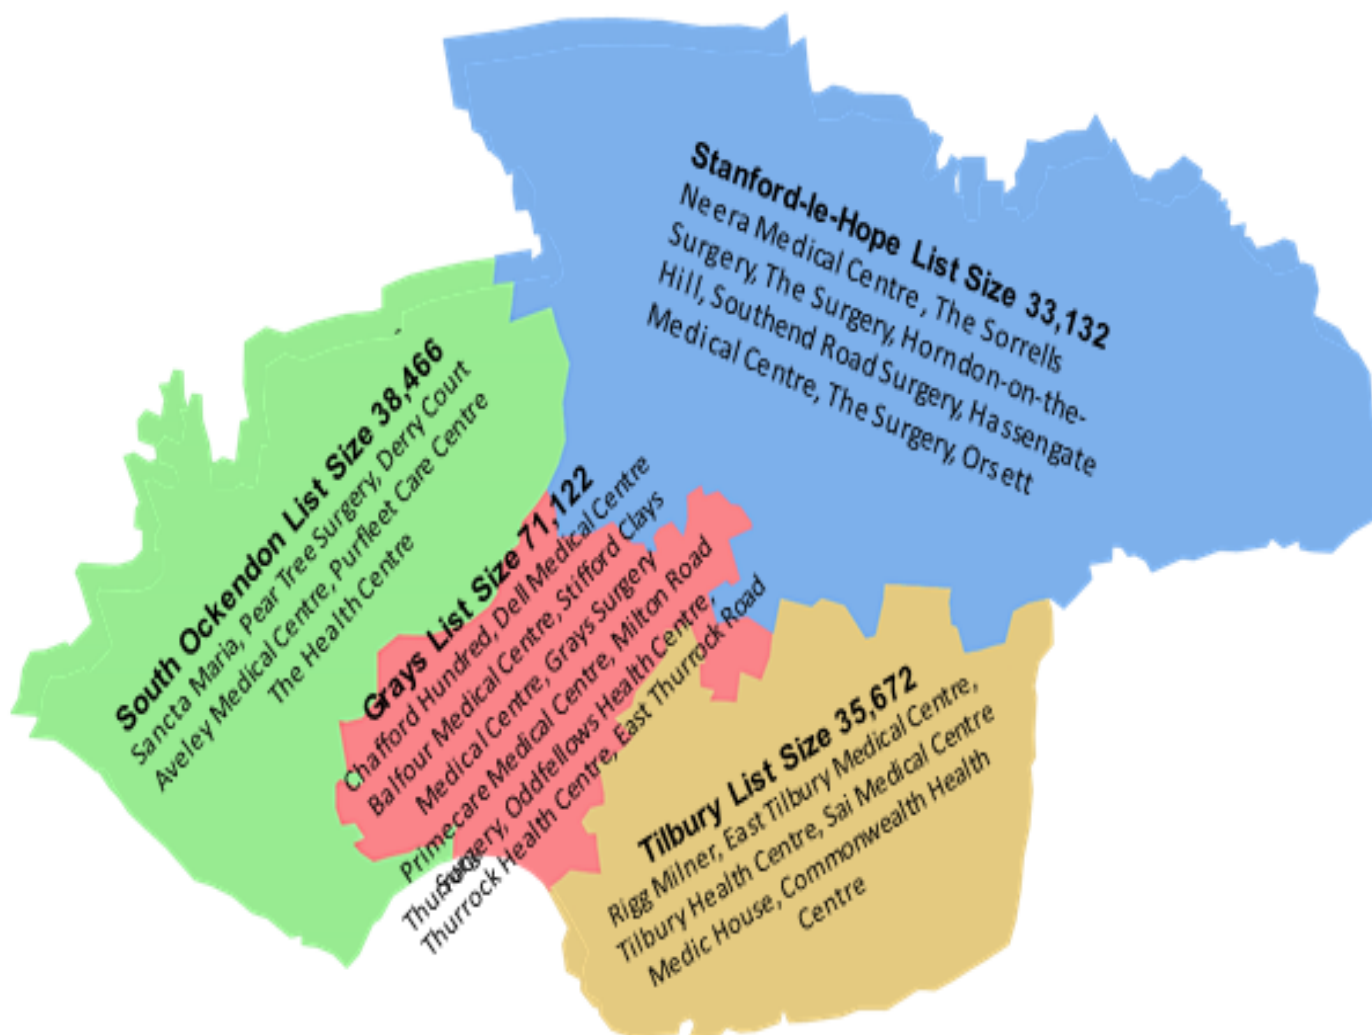 Stanford-le-Hope List Size 33,132
Neera Medical Centre , The Sorrells
Surgery, The Surgery, Horndon-on-the-
Hill, Southend Road Surgery, Hassengate
Medical Centre, The Surgery, Orsett
South Ockendon List Size 38,466
Sancta Maria, Pear Tree Surgery, Derry Court
Aveley Medical Centre, Purfleet Care Centre
The Health Centre
Grays List Size 71,122
Chafford Hundred, Dell Medical Centre
Balfour Medical Centre, Stifford Clays
Medical Centre, Grays Surgery
Primecare Medical Centre, Milton Road
Surgery, Oddfellows Health Centre,
Thurrock Health Centre, East Thurrock Road
Tilbury List Size 35,672
Rigg Milner, East Tilbury Medical Centre,
Tilbury Health Centre, Sai Medical Centre
Medic House, Commonwealth Health
Centre